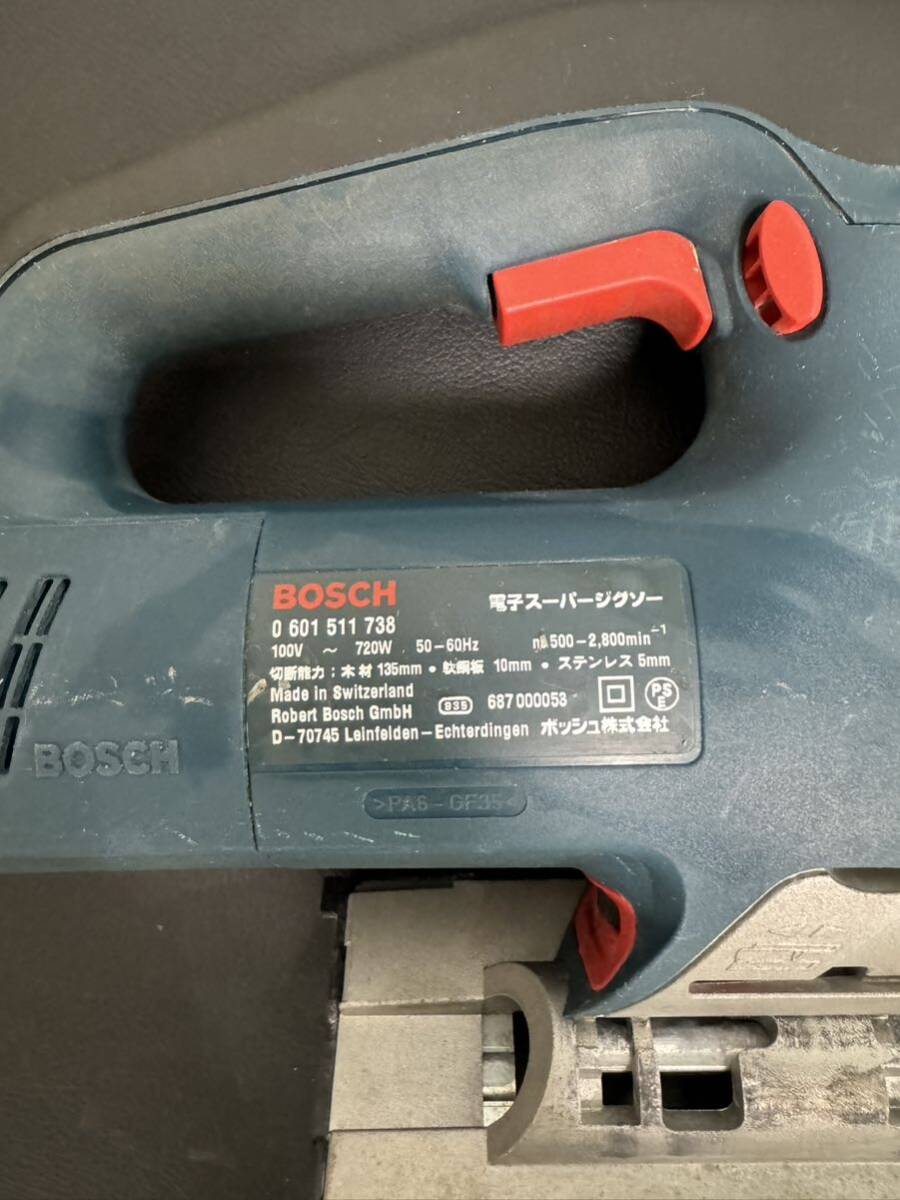 BOSCH 電子スーパージグソー
0 601 511 738
100V ~ 720W 50-60Hz n₀500-2,800min⁻¹
切断能力 ; 木材 135mm • 軟鋼板 10mm • ステンレス 5mm
Made in Switzerland
Robert Bosch GmbH 935 687000053 PSE
D-70745 Leinfelden-Echterdingen ボッシュ株式会社
BOSCH
>PA6-GF35<